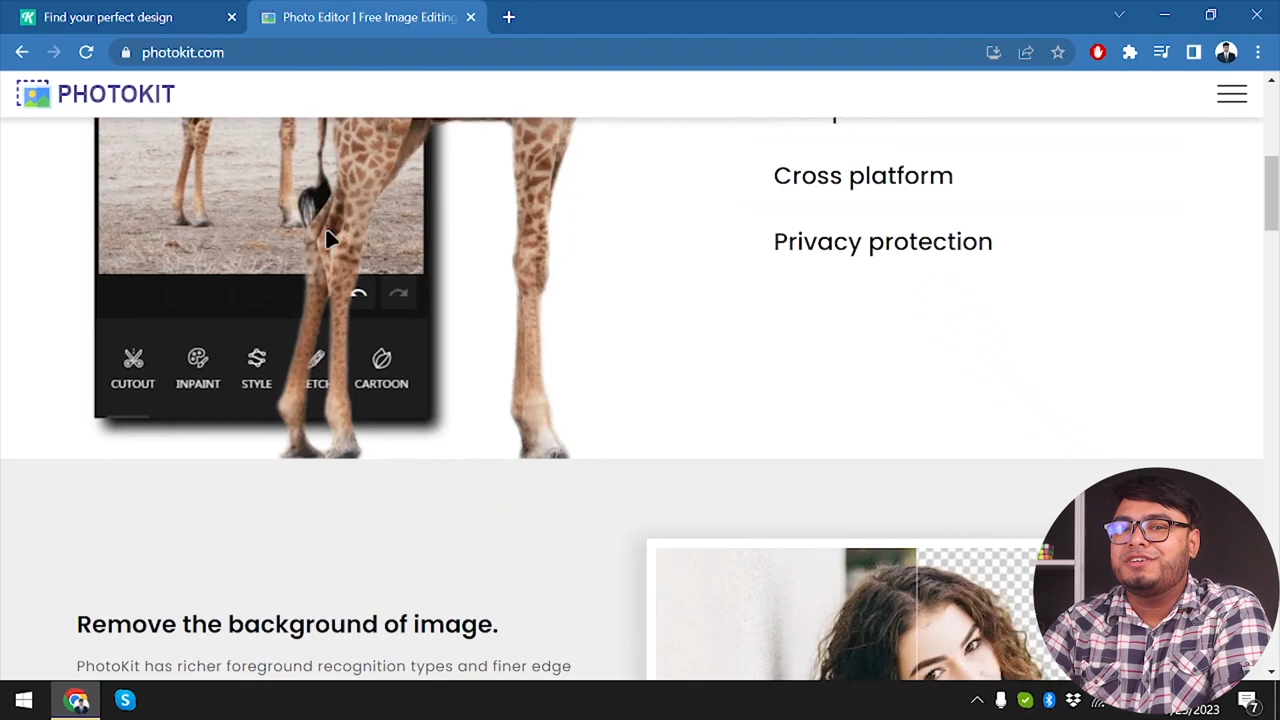 Find your perfect design
Photo Editor | Free Image Editing
photokit.com
PHOTOKIT
Cross platform
Privacy protection
CUTOUT
INPAINT
STYLE
CARTOON
Remove the background of image.
PhotoKit has richer foreground recognition types and finer edge
7